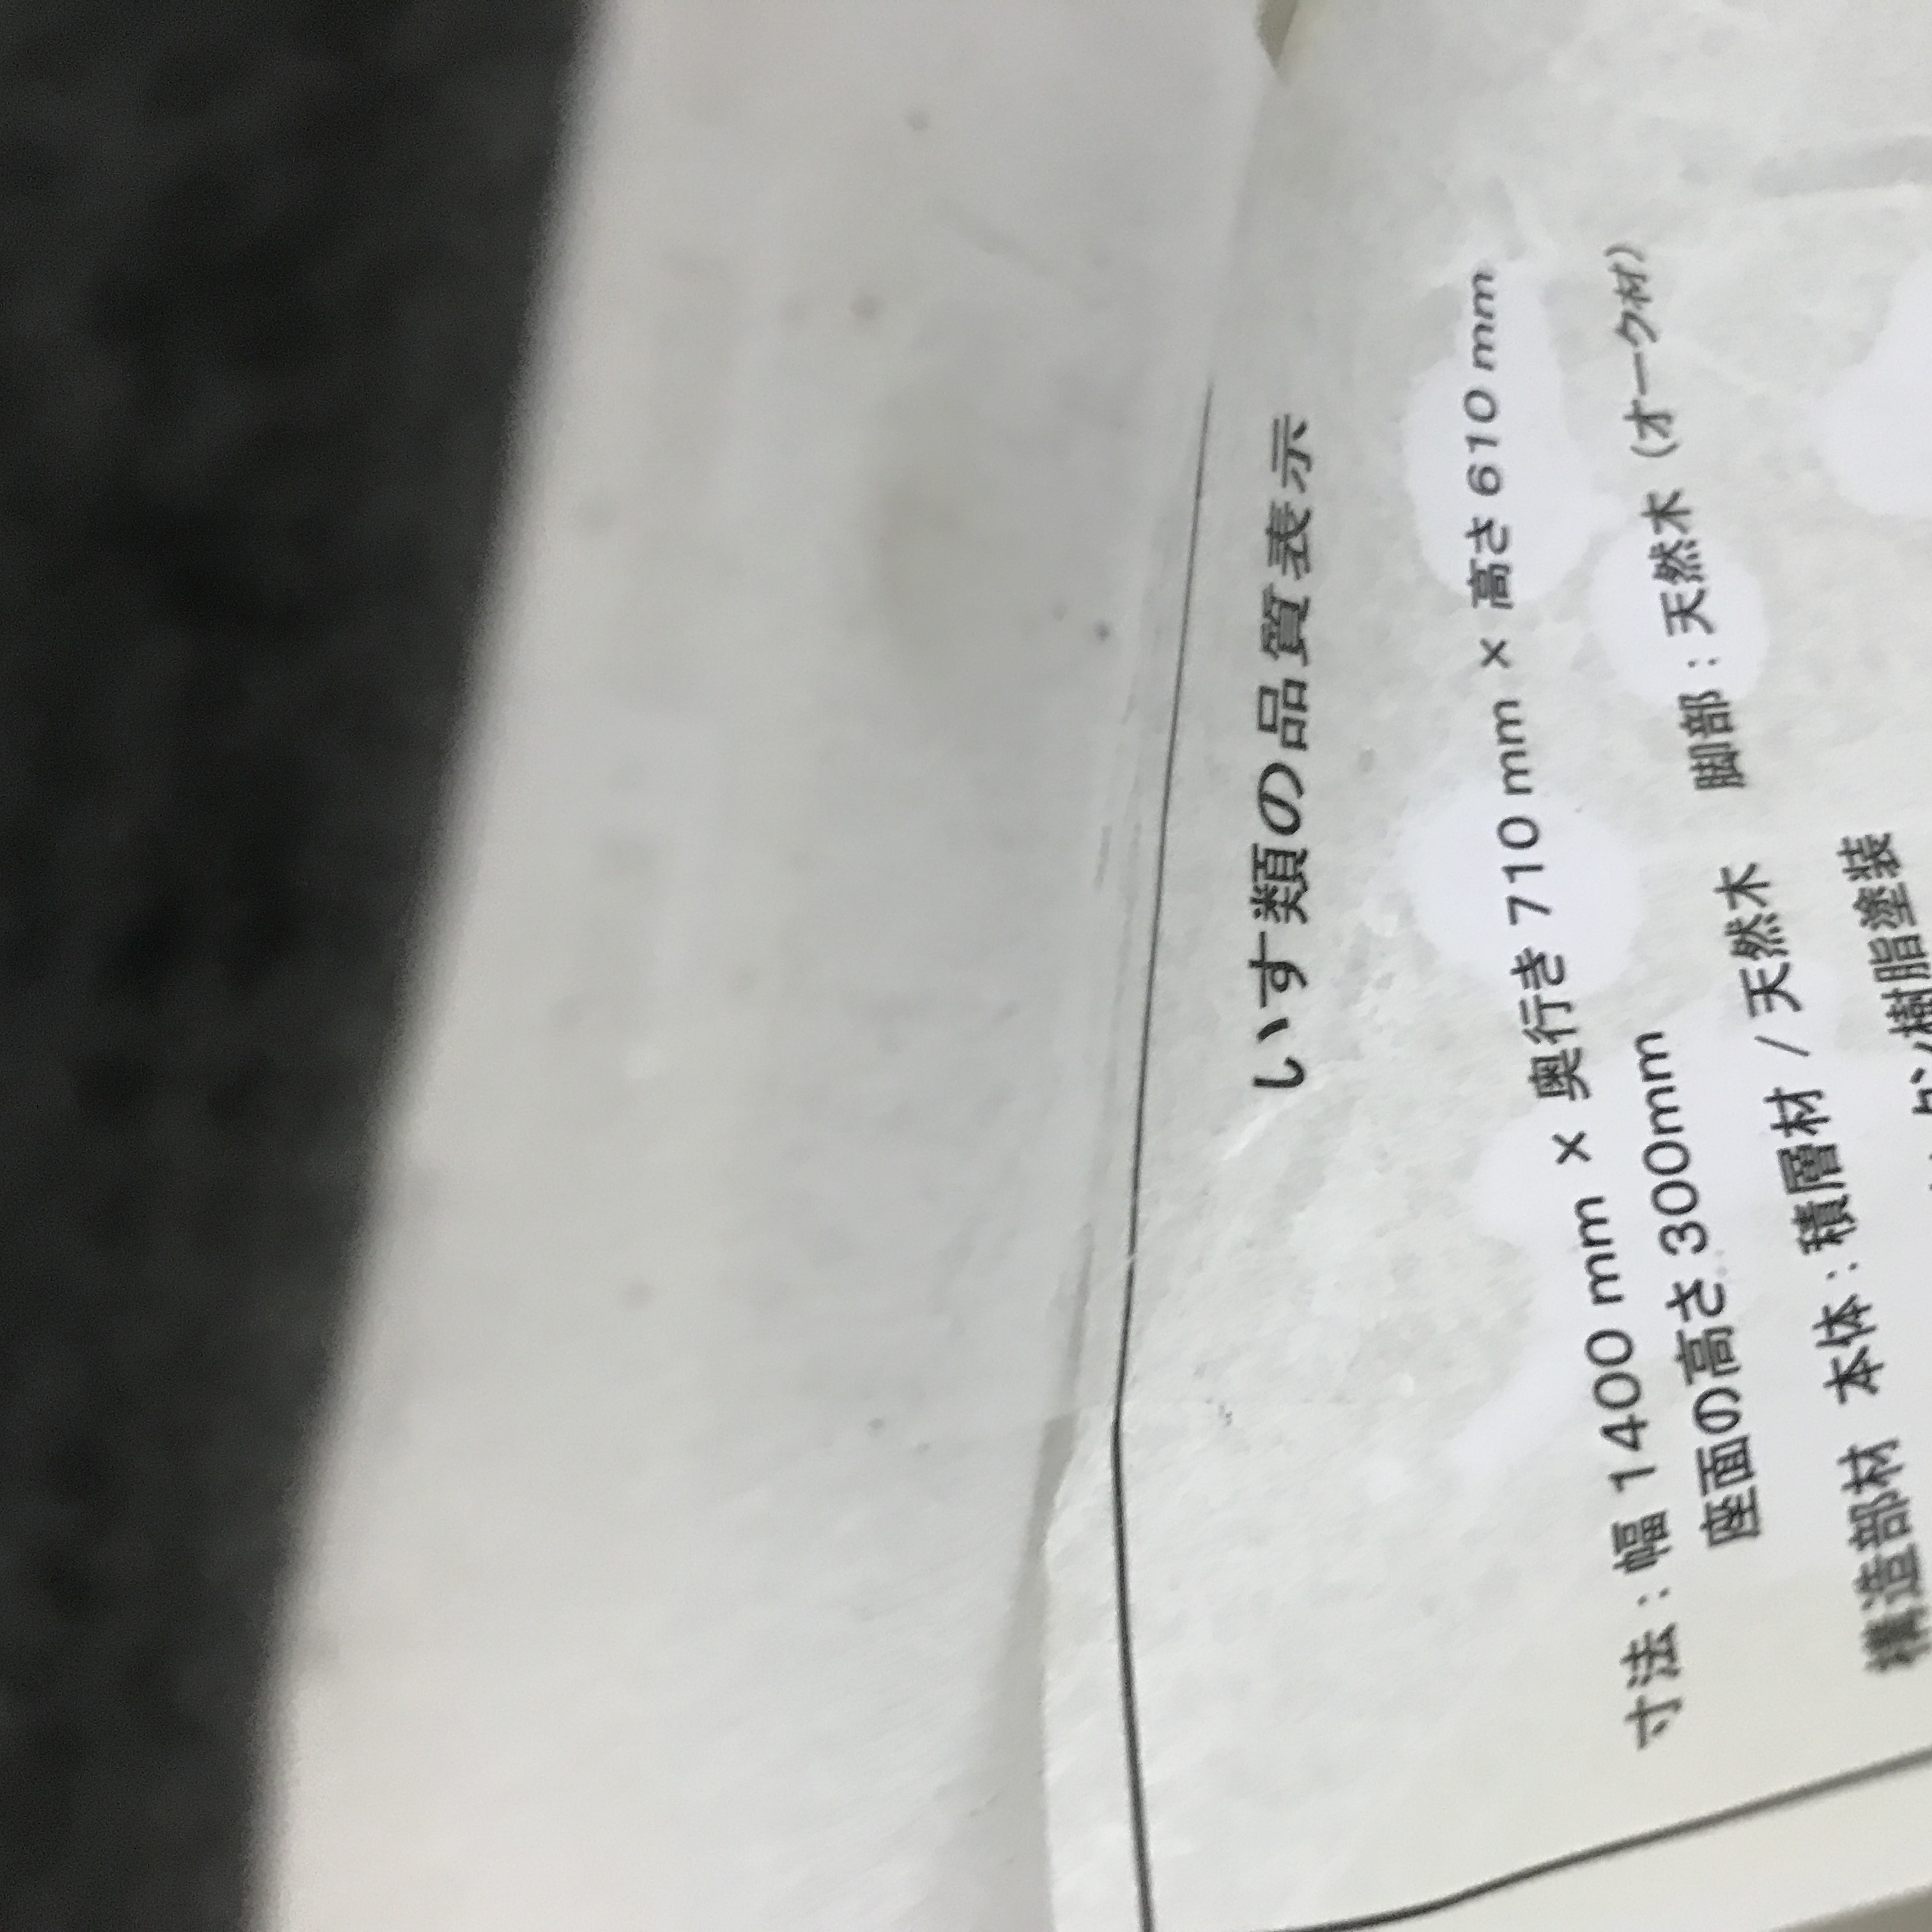 いす類の品質表示
寸法：幅 1400 mm × 奥行き 710 mm × 高さ 610 mm
座面の高さ 300mm
構造部材 本体：積層材 / 天然木 脚部：天然木（オーク材）
タン樹脂塗装